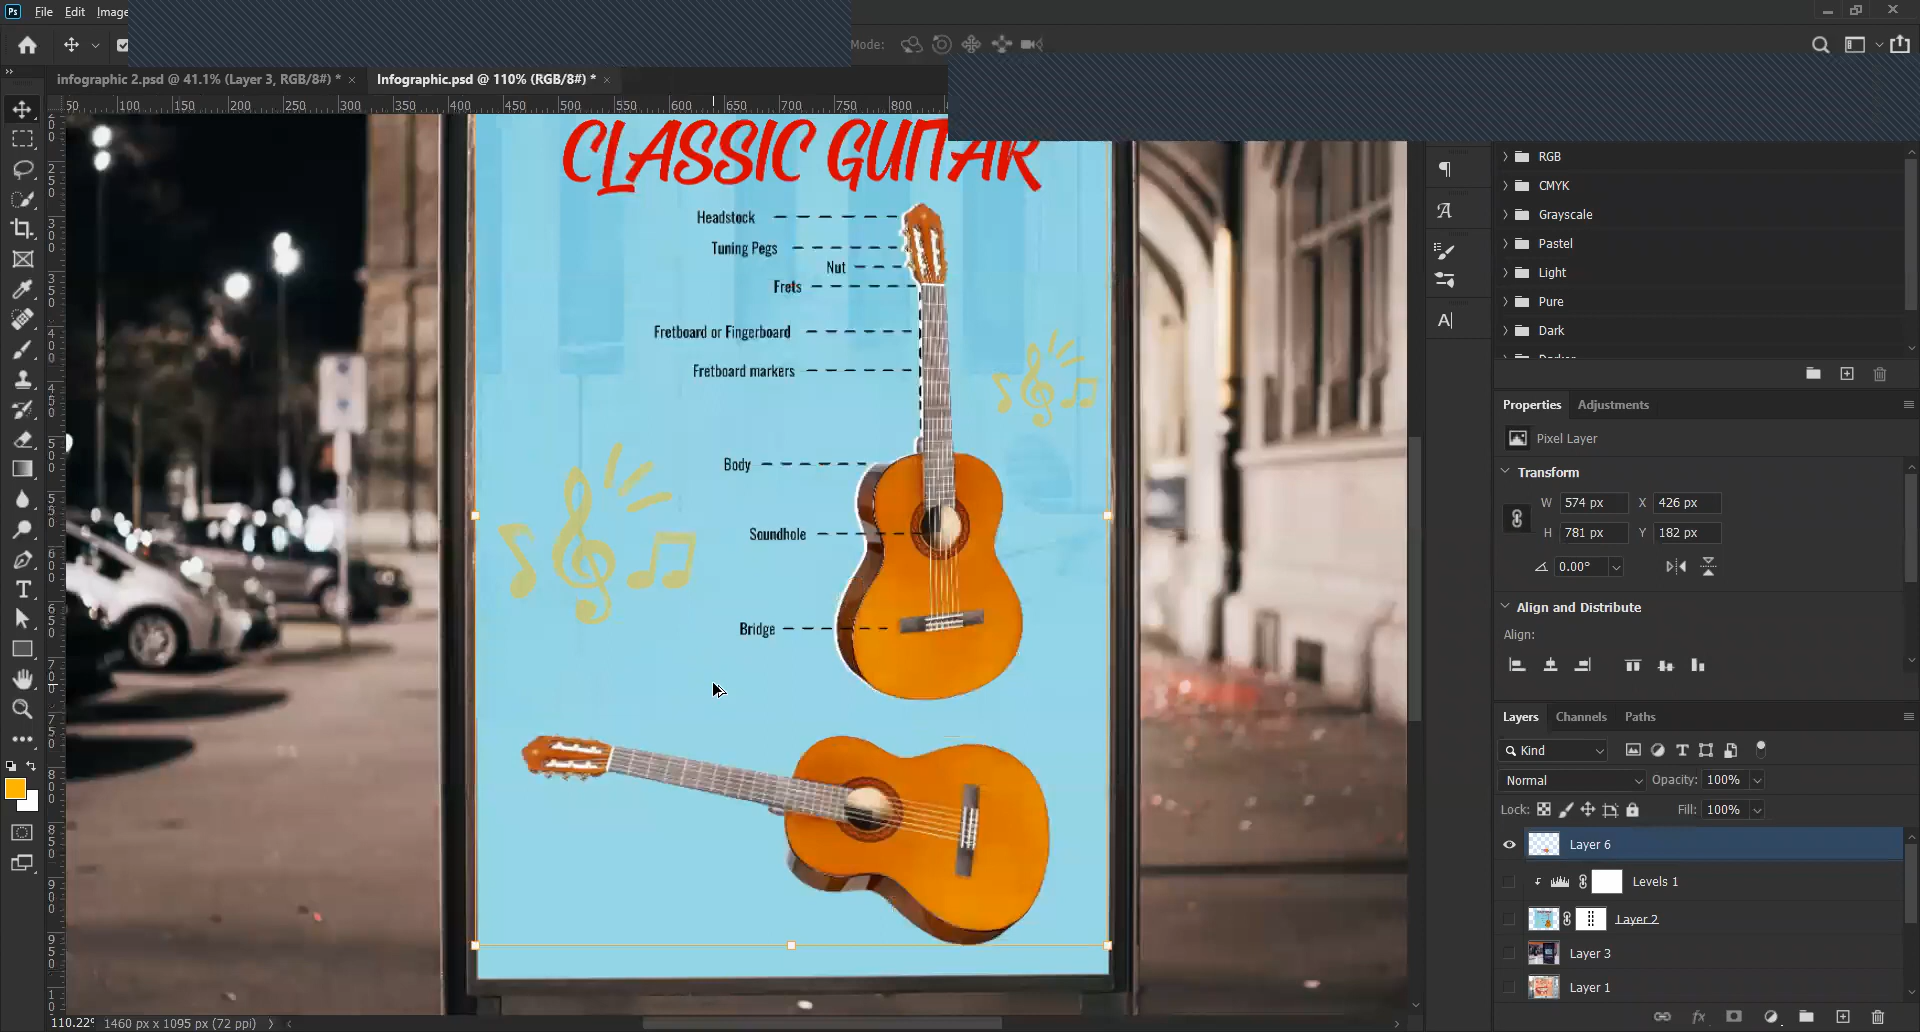 Ps File Edit Image
Mode:
infographic 2.psd @ 41.1% (Layer 3, RGB/8#) * ×
Infographic.psd @ 110% (RGB/8#) * ×
50 100 150 200 250 300 350 400 450 500 550 600 650 700 750 800
CLASSIC GUITAR
Headstock
Tuning Pegs
Nut
Frets
Fretboard or Fingerboard
Fretboard markers
Body
Soundhole
Bridge
RGB
CMYK
Grayscale
Pastel
Light
Pure
Dark
Properties Adjustments
Pixel Layer
Transform
W 574 px X 426 px
H 781 px Y 182 px
0.00°
Align and Distribute
Align:
Layers Channels Paths
Kind
Normal Opacity: 100%
Lock: Fill: 100%
Layer 6
Levels 1
Layer 2
Layer 3
Layer 1
110.22% 1460 px x 1095 px (72 ppi)